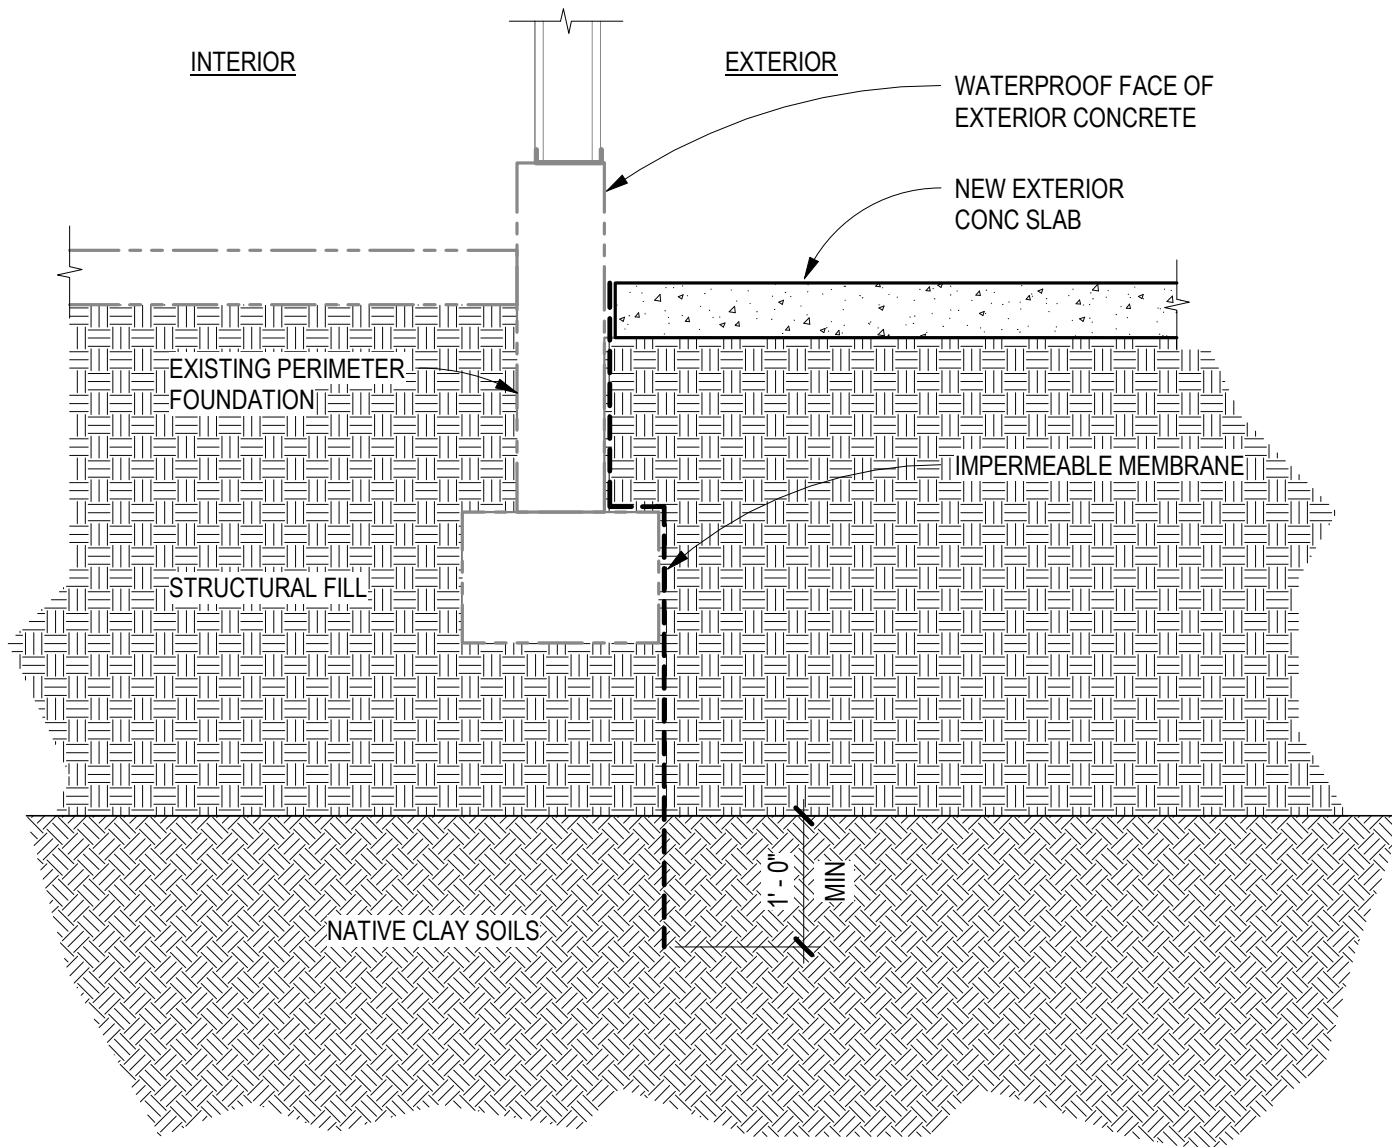 INTERIOR
EXTERIOR
WATERPROOF FACE OF
EXTERIOR CONCRETE
NEW EXTERIOR
CONC SLAB
EXISTING PERIMETER
FOUNDATION
IMPERMEABLE MEMBRANE
STRUCTURAL FILL
1' - 0"
MIN
NATIVE CLAY SOILS